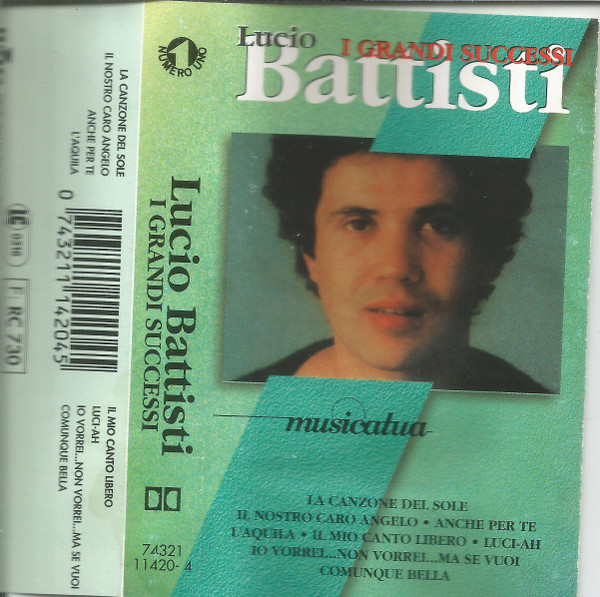 LA CANZONE DEL SOLE
IL NOSTRO CARO ANGELO
ANCHE PER TE
L'AQUILA
0 743211 142045
IL MIO CANTO LIBERO
LUCI-AH
IO VORREI...NON VORREI...MA SE VUOI
COMUNQUE BELLA
LC 0316
F: RC 730
1
NUMERO UNO
Lucio Battisti
I GRANDI SUCCESSI
74321
11420-4
Lucio
I GRANDI SUCCESSI
Battisti
musicatua
LA CANZONE DEL SOLE
IL NOSTRO CARO ANGELO • ANCHE PER TE
L'AQUILA • IL MIO CANTO LIBERO • LUCI-AH
IO VORREI...NON VORREI...MA SE VUOI
COMUNQUE BELLA